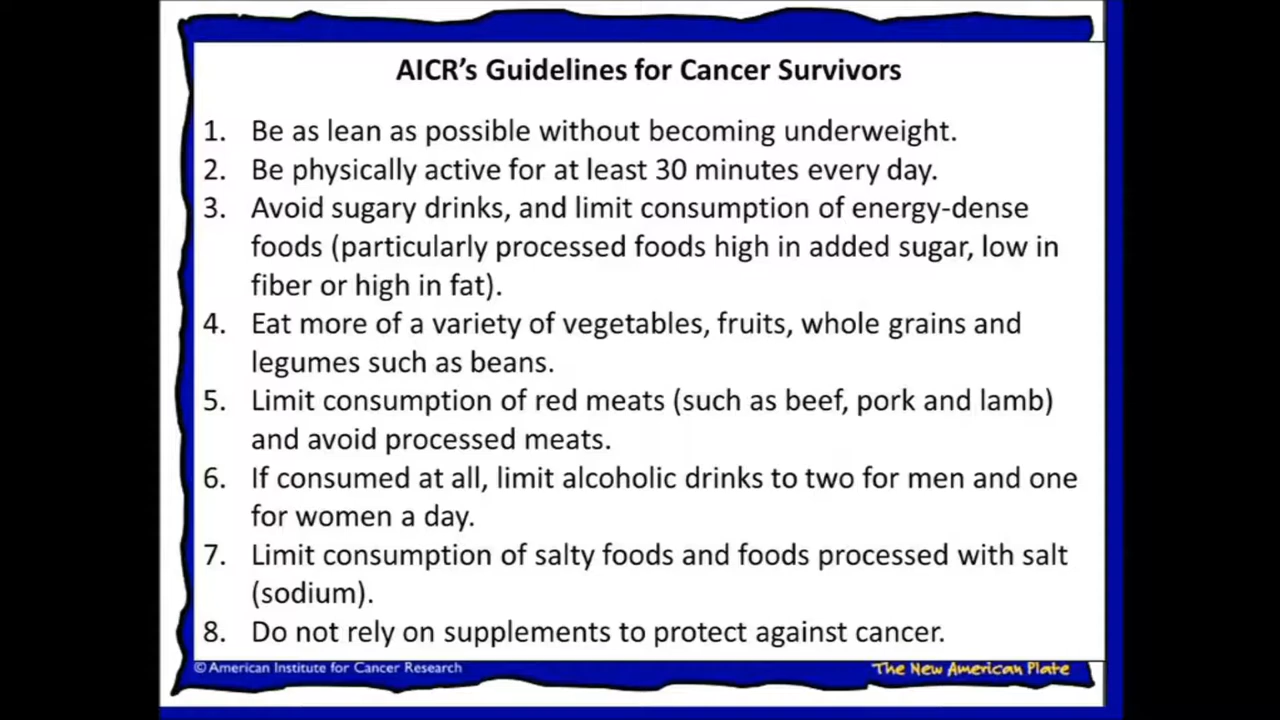 AICR's Guidelines for Cancer Survivors
1. Be as lean as possible without becoming underweight.
2. Be physically active for at least 30 minutes every day.
3. Avoid sugary drinks, and limit consumption of energy-dense
foods (particularly processed foods high in added sugar, low in
fiber or high in fat).
4. Eat more of a variety of vegetables, fruits, whole grains and
legumes such as beans.
5. Limit consumption of red meats (such as beef, pork and lamb)
and avoid processed meats.
6. If consumed at all, limit alcoholic drinks to two for men and one
for women a day.
7. Limit consumption of salty foods and foods processed with salt
(sodium).
8. Do not rely on supplements to protect against cancer.
© American Institute for Cancer Research
The New American Plate